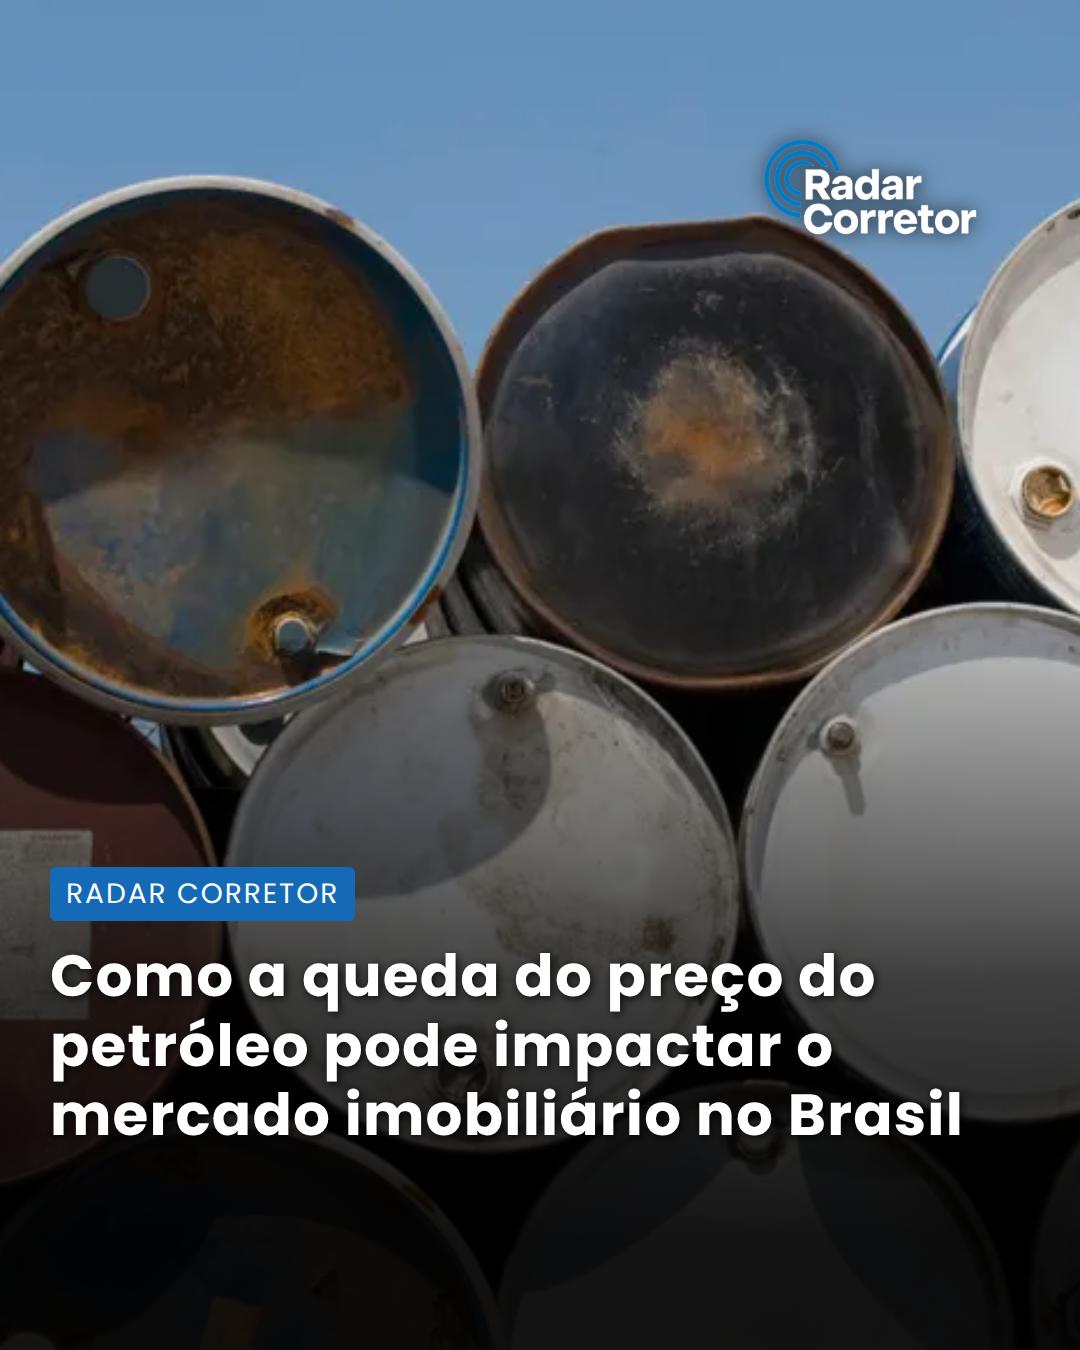 Radar
Corretor
RADAR CORRETOR
Como a queda do preço do
petróleo pode impactar o
mercado imobiliário no Brasil